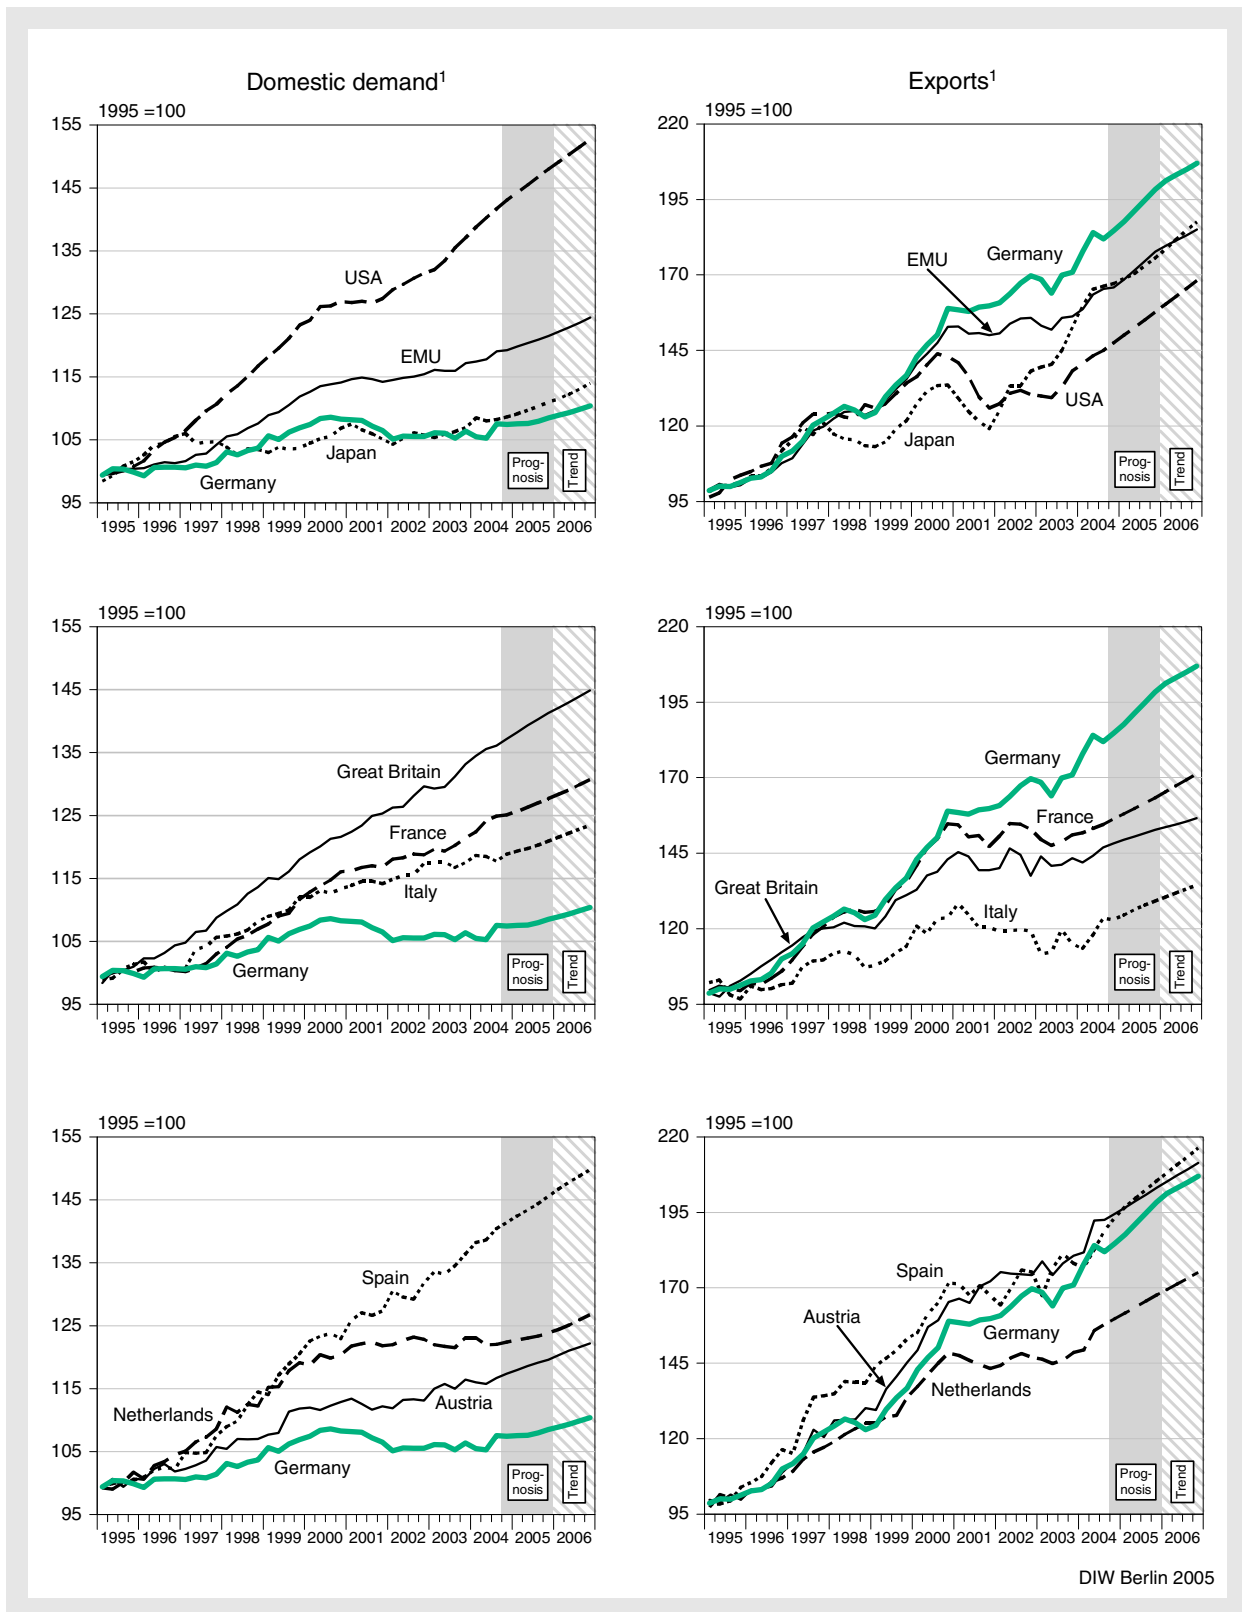 Domestic demand¹
1995 =100
155
145
135
125
115
105
95
USA
EMU
Japan
Germany
Prog-
nosis
Trend
1995 1996 1997 1998 1999 2000 2001 2002 2003 2004 2005 2006
Exports¹
1995 =100
220
195
170
145
120
95
Germany
EMU
USA
Japan
Prog-
nosis
Trend
1995 1996 1997 1998 1999 2000 2001 2002 2003 2004 2005 2006
1995 =100
155
145
135
125
115
105
95
Great Britain
France
Italy
Germany
Prog-
nosis
Trend
1995 1996 1997 1998 1999 2000 2001 2002 2003 2004 2005 2006
1995 =100
220
195
170
145
120
95
Germany
France
Great Britain
Italy
Prog-
nosis
Trend
1995 1996 1997 1998 1999 2000 2001 2002 2003 2004 2005 2006
1995 =100
155
145
135
125
115
105
95
Spain
Netherlands
Austria
Germany
Prog-
nosis
Trend
1995 1996 1997 1998 1999 2000 2001 2002 2003 2004 2005 2006
1995 =100
220
195
170
145
120
95
Spain
Austria
Germany
Netherlands
Prog-
nosis
Trend
1995 1996 1997 1998 1999 2000 2001 2002 2003 2004 2005 2006
DIW Berlin 2005